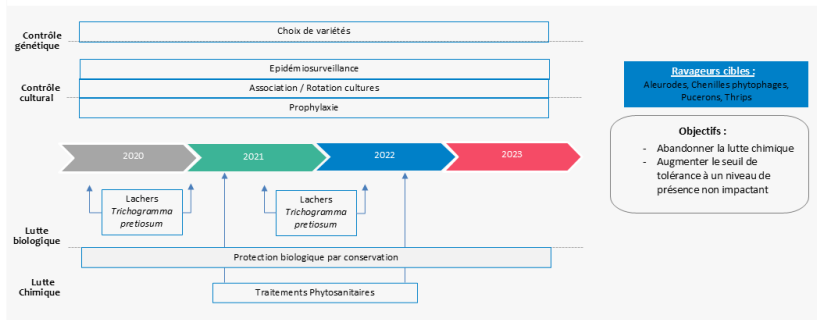 Contrôle
génétique
Choix de variétés
Contrôle
cultural
Epidémiosurveillance
Association / Rotation cultures
Prophylaxie
2020
2021
2022
2023
Lachers
Trichogramma
pretiosum
Lachers
Trichogramma
pretiosum
Lutte
biologique
Protection biologique par conservation
Lutte
Chimique
Traitements Phytosanitaires
Ravageurs cibles :
Aleurodes, Chenilles phytophages,
Pucerons, Thrips
Objectifs :
- Abandonner la lutte chimique
- Augmenter le seuil de
tolérance à un niveau de
présence non impactant